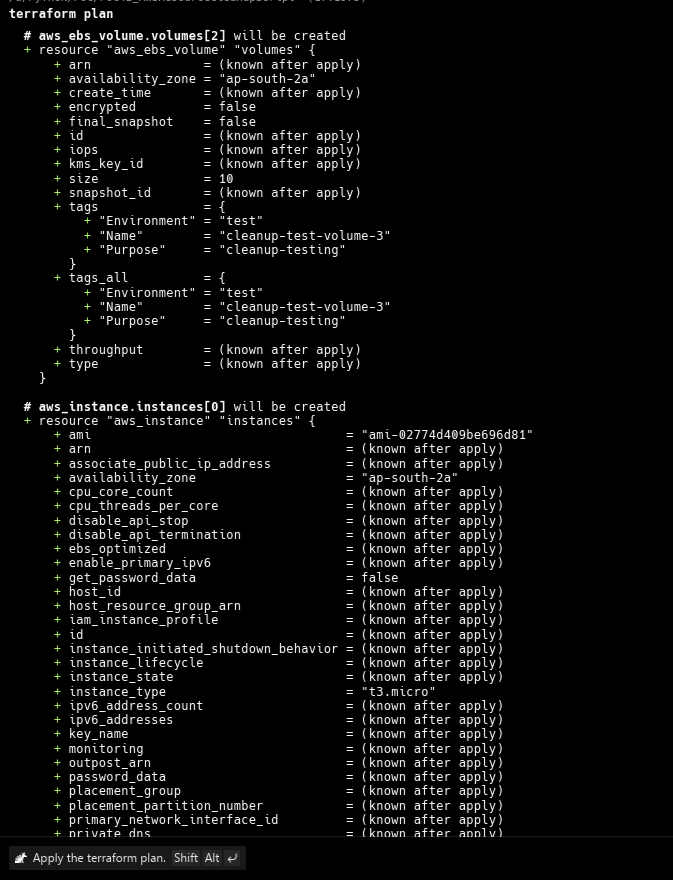 terraform plan
# aws_ebs_volume.volumes[2] will be created
+ resource "aws_ebs_volume" "volumes" {
+ arn = (known after apply)
+ availability_zone = "ap-south-2a"
+ create_time = (known after apply)
+ encrypted = false
+ final_snapshot = false
+ id = (known after apply)
+ iops = (known after apply)
+ kms_key_id = (known after apply)
+ size = 10
+ snapshot_id = (known after apply)
+ tags = {
+ "Environment" = "test"
+ "Name" = "cleanup-test-volume-3"
+ "Purpose" = "cleanup-testing"
}
+ tags_all = {
+ "Environment" = "test"
+ "Name" = "cleanup-test-volume-3"
+ "Purpose" = "cleanup-testing"
}
+ throughput = (known after apply)
+ type = (known after apply)
}
# aws_instance.instances[0] will be created
+ resource "aws_instance" "instances" {
+ ami = "ami-02774d409be696d81"
+ arn = (known after apply)
+ associate_public_ip_address = (known after apply)
+ availability_zone = "ap-south-2a"
+ cpu_core_count = (known after apply)
+ cpu_threads_per_core = (known after apply)
+ disable_api_stop = (known after apply)
+ disable_api_termination = (known after apply)
+ ebs_optimized = (known after apply)
+ enable_primary_ipv6 = (known after apply)
+ get_password_data = false
+ host_id = (known after apply)
+ host_resource_group_arn = (known after apply)
+ iam_instance_profile = (known after apply)
+ id = (known after apply)
+ instance_initiated_shutdown_behavior = (known after apply)
+ instance_lifecycle = (known after apply)
+ instance_state = (known after apply)
+ instance_type = "t3.micro"
+ ipv6_address_count = (known after apply)
+ ipv6_addresses = (known after apply)
+ key_name = (known after apply)
+ monitoring = (known after apply)
+ outpost_arn = (known after apply)
+ password_data = (known after apply)
+ placement_group = (known after apply)
+ placement_partition_number = (known after apply)
+ primary_network_interface_id = (known after apply)
+ private_dns = (known after apply)
Apply the terraform plan. Shift Alt ↵